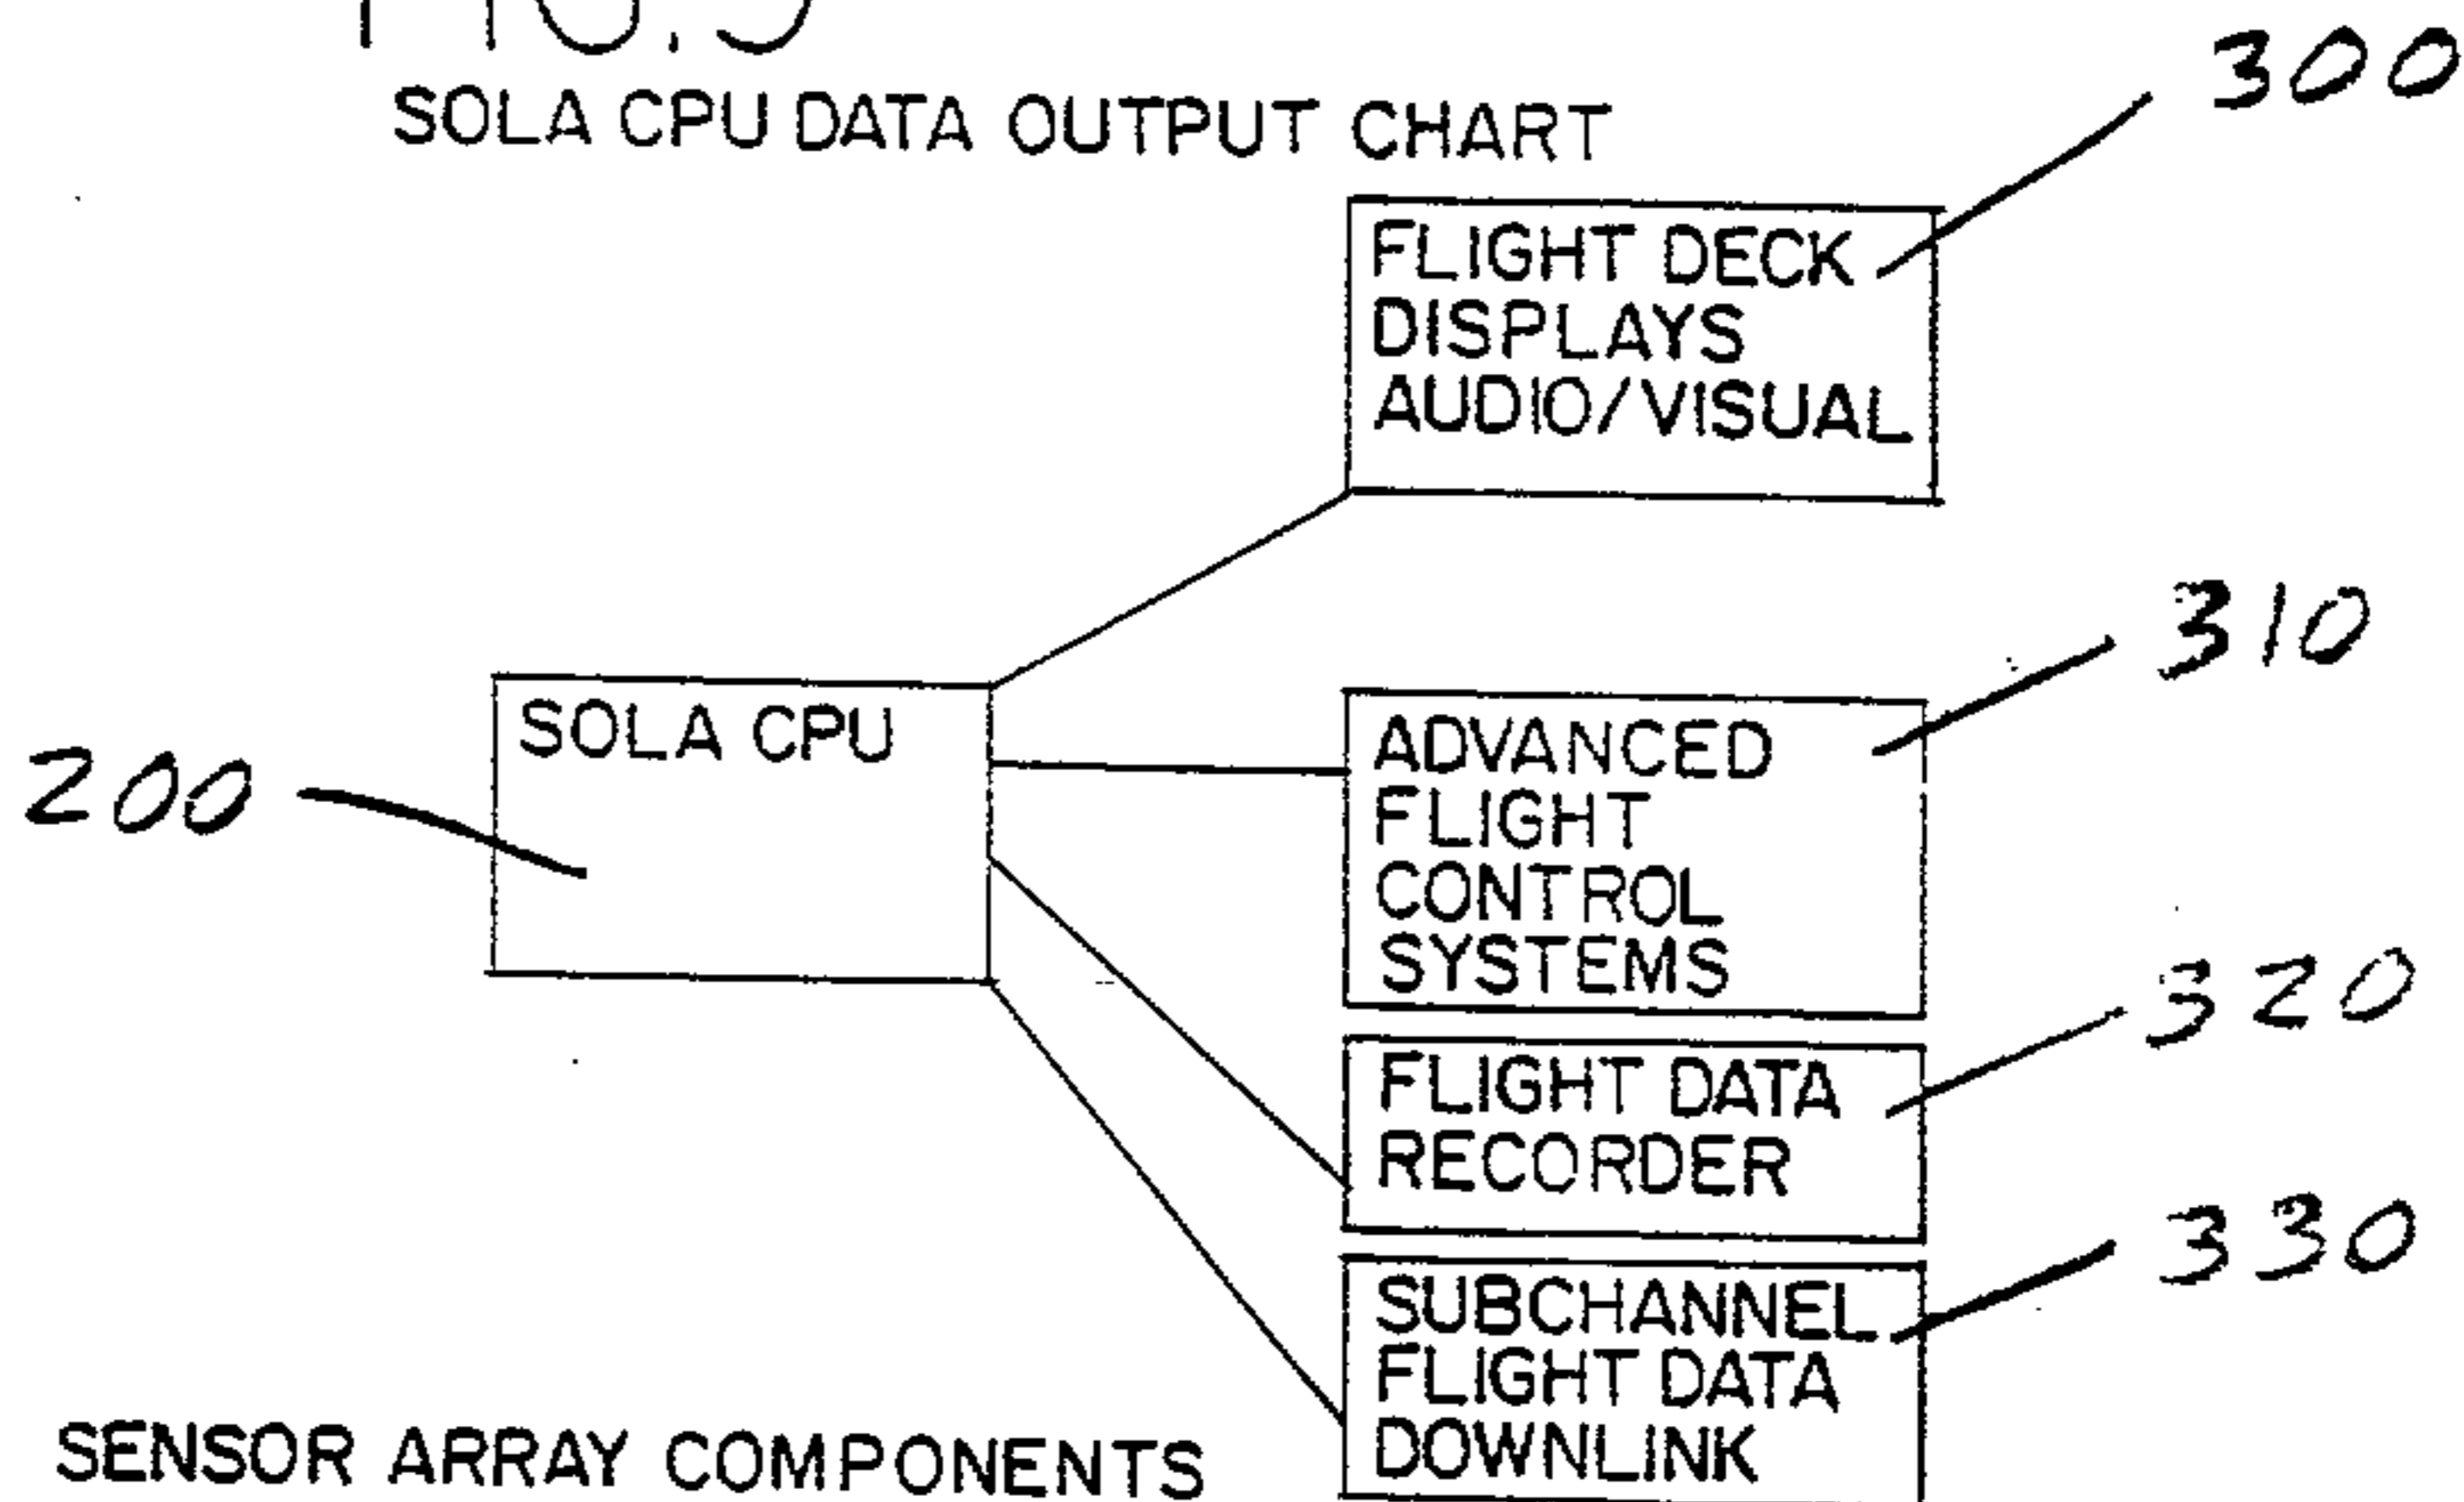 SOLA CPU DATA OUTPUT CHART
300
FLIGHT DECK
DISPLAYS
AUDIO/VISUAL
310
200
SOLA CPU
ADVANCED
FLIGHT
CONTROL
SYSTEMS
320
FLIGHT DATA
RECORDER
330
SUBCHANNEL
FLIGHT DATA
DOWNLINK
SENSOR ARRAY COMPONENTS